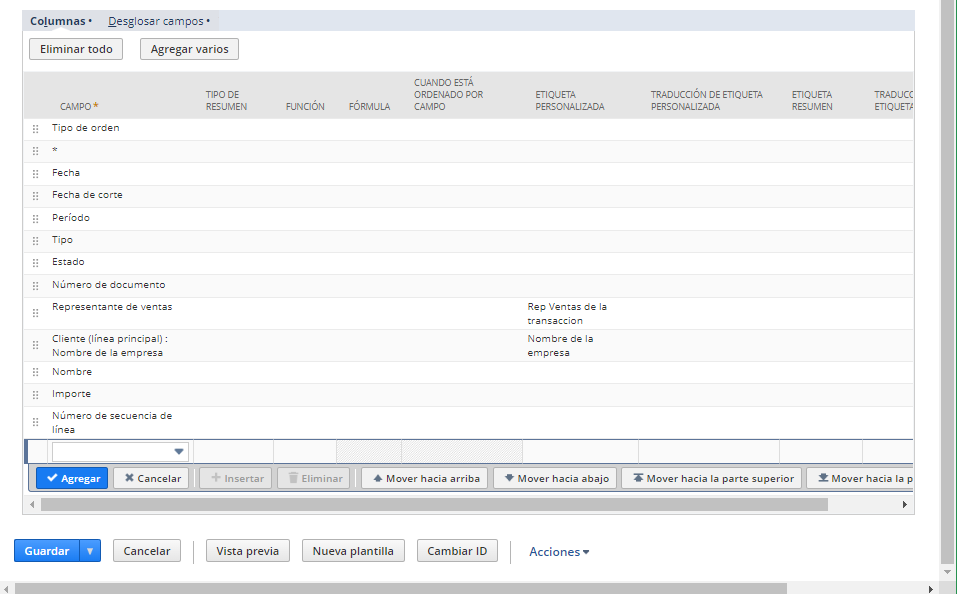 Columnas •
Desglosar campos •
Eliminar todo
Agregar varios
CAMPO *
TIPO DE
RESUMEN
FUNCIÓN
FÓRMULA
CUANDO ESTÁ
ORDENADO POR
CAMPO
ETIQUETA
PERSONALIZADA
TRADUCCIÓN DE ETIQUETA
PERSONALIZADA
ETIQUETA
RESUMEN
TRADUCC
ETIQUETA
Tipo de orden
*
Fecha
Fecha de corte
Período
Tipo
Estado
Número de documento
Representante de ventas
Rep Ventas de la
transaccion
Cliente (línea principal) :
Nombre de la empresa
Nombre de la
empresa
Nombre
Importe
Número de secuencia de
línea
Agregar
Cancelar
Insertar
Eliminar
Mover hacia arriba
Mover hacia abajo
Mover hacia la parte superior
Mover hacia la p
Guardar
Cancelar
Vista previa
Nueva plantilla
Cambiar ID
Acciones